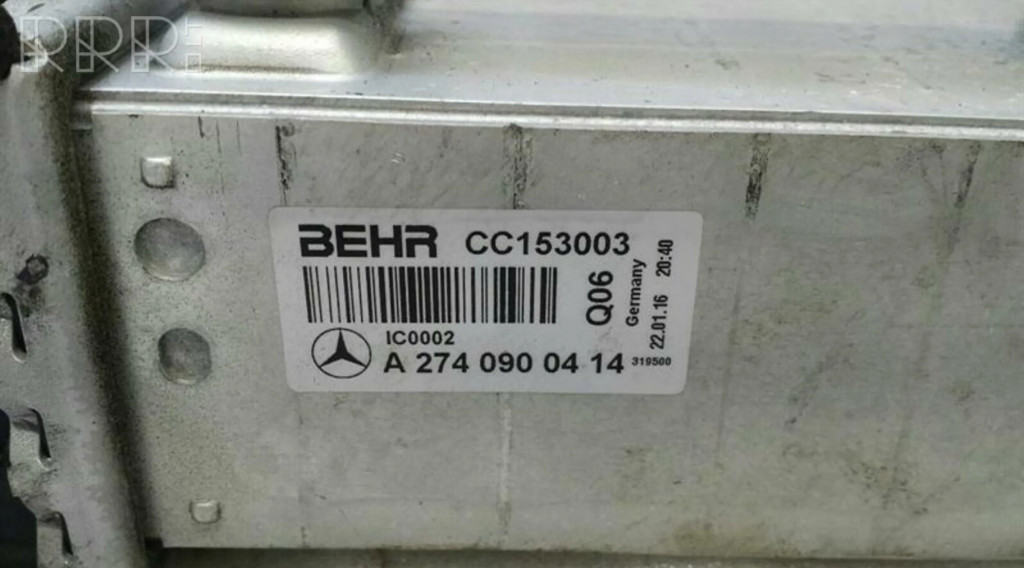 RRR
BEHR CC153003
Q06
Germany
22.01.16 20:40
IC0002
A 274 090 04 14
319500